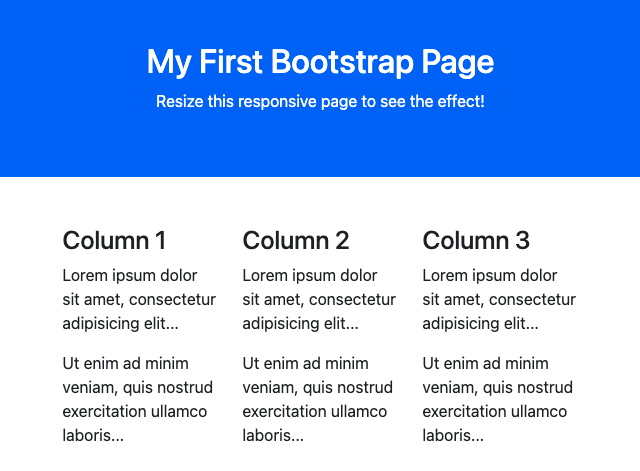 My First Bootstrap Page
Resize this responsive page to see the effect!
Column 1
Lorem ipsum dolor
sit amet, consectetur
adipisicing elit...
Ut enim ad minim
veniam, quis nostrud
exercitation ullamco
laboris...
Column 2
Lorem ipsum dolor
sit amet, consectetur
adipisicing elit...
Ut enim ad minim
veniam, quis nostrud
exercitation ullamco
laboris...
Column 3
Lorem ipsum dolor
sit amet, consectetur
adipisicing elit...
Ut enim ad minim
veniam, quis nostrud
exercitation ullamco
laboris...